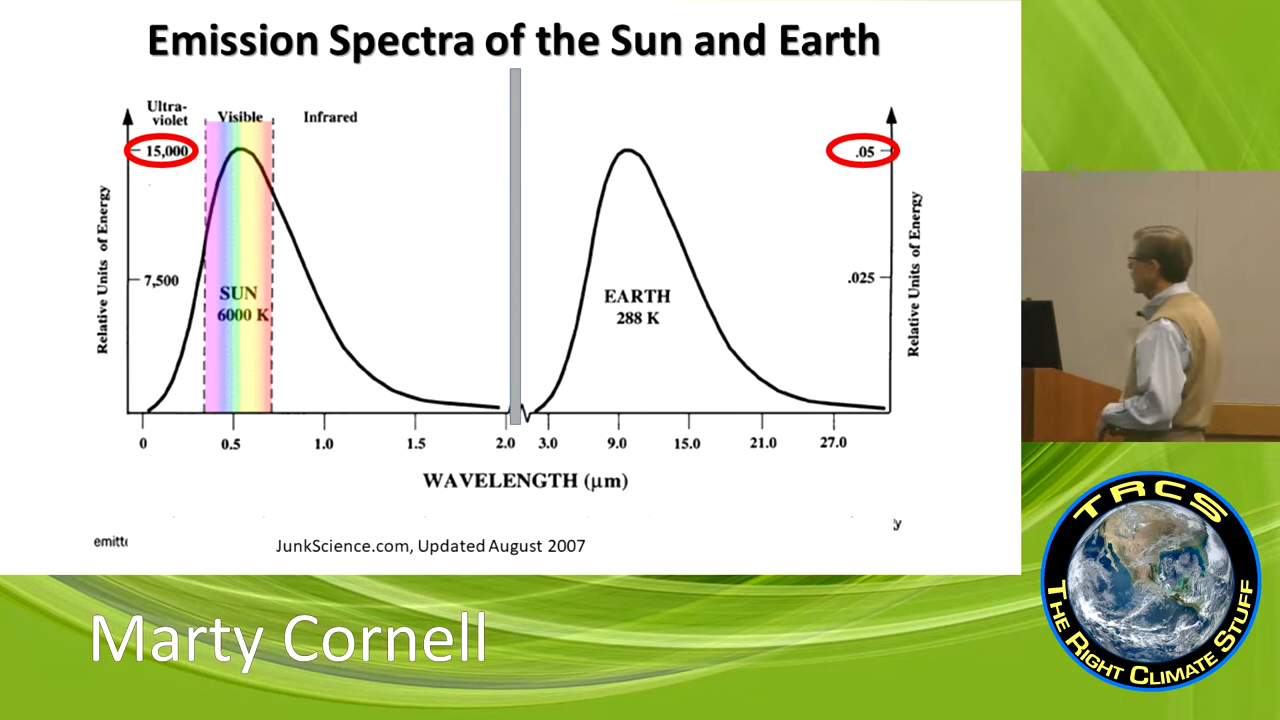 Emission Spectra of the Sun and Earth
Ultra-
violet
Visible
Infrared
15,000
7,500
Relative Units of Energy
SUN
6000 K
.05
.025
Relative Units of Energy
EARTH
288 K
0 0.5 1.0 1.5 2.0 3.0 9.0 15.0 21.0 27.0
WAVELENGTH (µm)
emitte
ly
JunkScience.com, Updated August 2007
Marty Cornell
TRCS
THE RIGHT CLIMATE STUFF